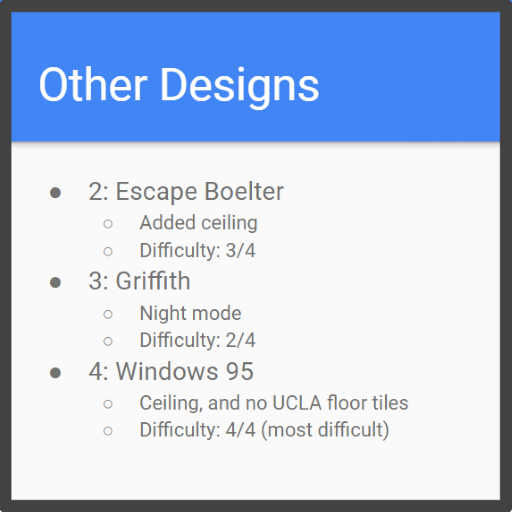 Other Designs
● 2: Escape Boelter
○ Added ceiling
○ Difficulty: 3/4
● 3: Griffith
○ Night mode
○ Difficulty: 2/4
● 4: Windows 95
○ Ceiling, and no UCLA floor tiles
○ Difficulty: 4/4 (most difficult)